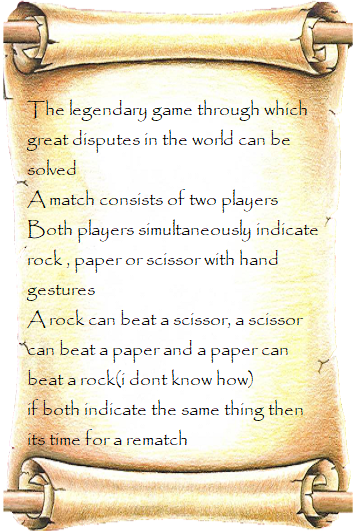 The legendary game through which
great disputes in the world can be
solved
A match consists of two players
Both players simultaneously indicate
rock , paper or scissor with hand
gestures
A rock can beat a scissor, a scissor
can beat a paper and a paper can
beat a rock(i dont know how)
if both indicate the same thing then
its time for a rematch